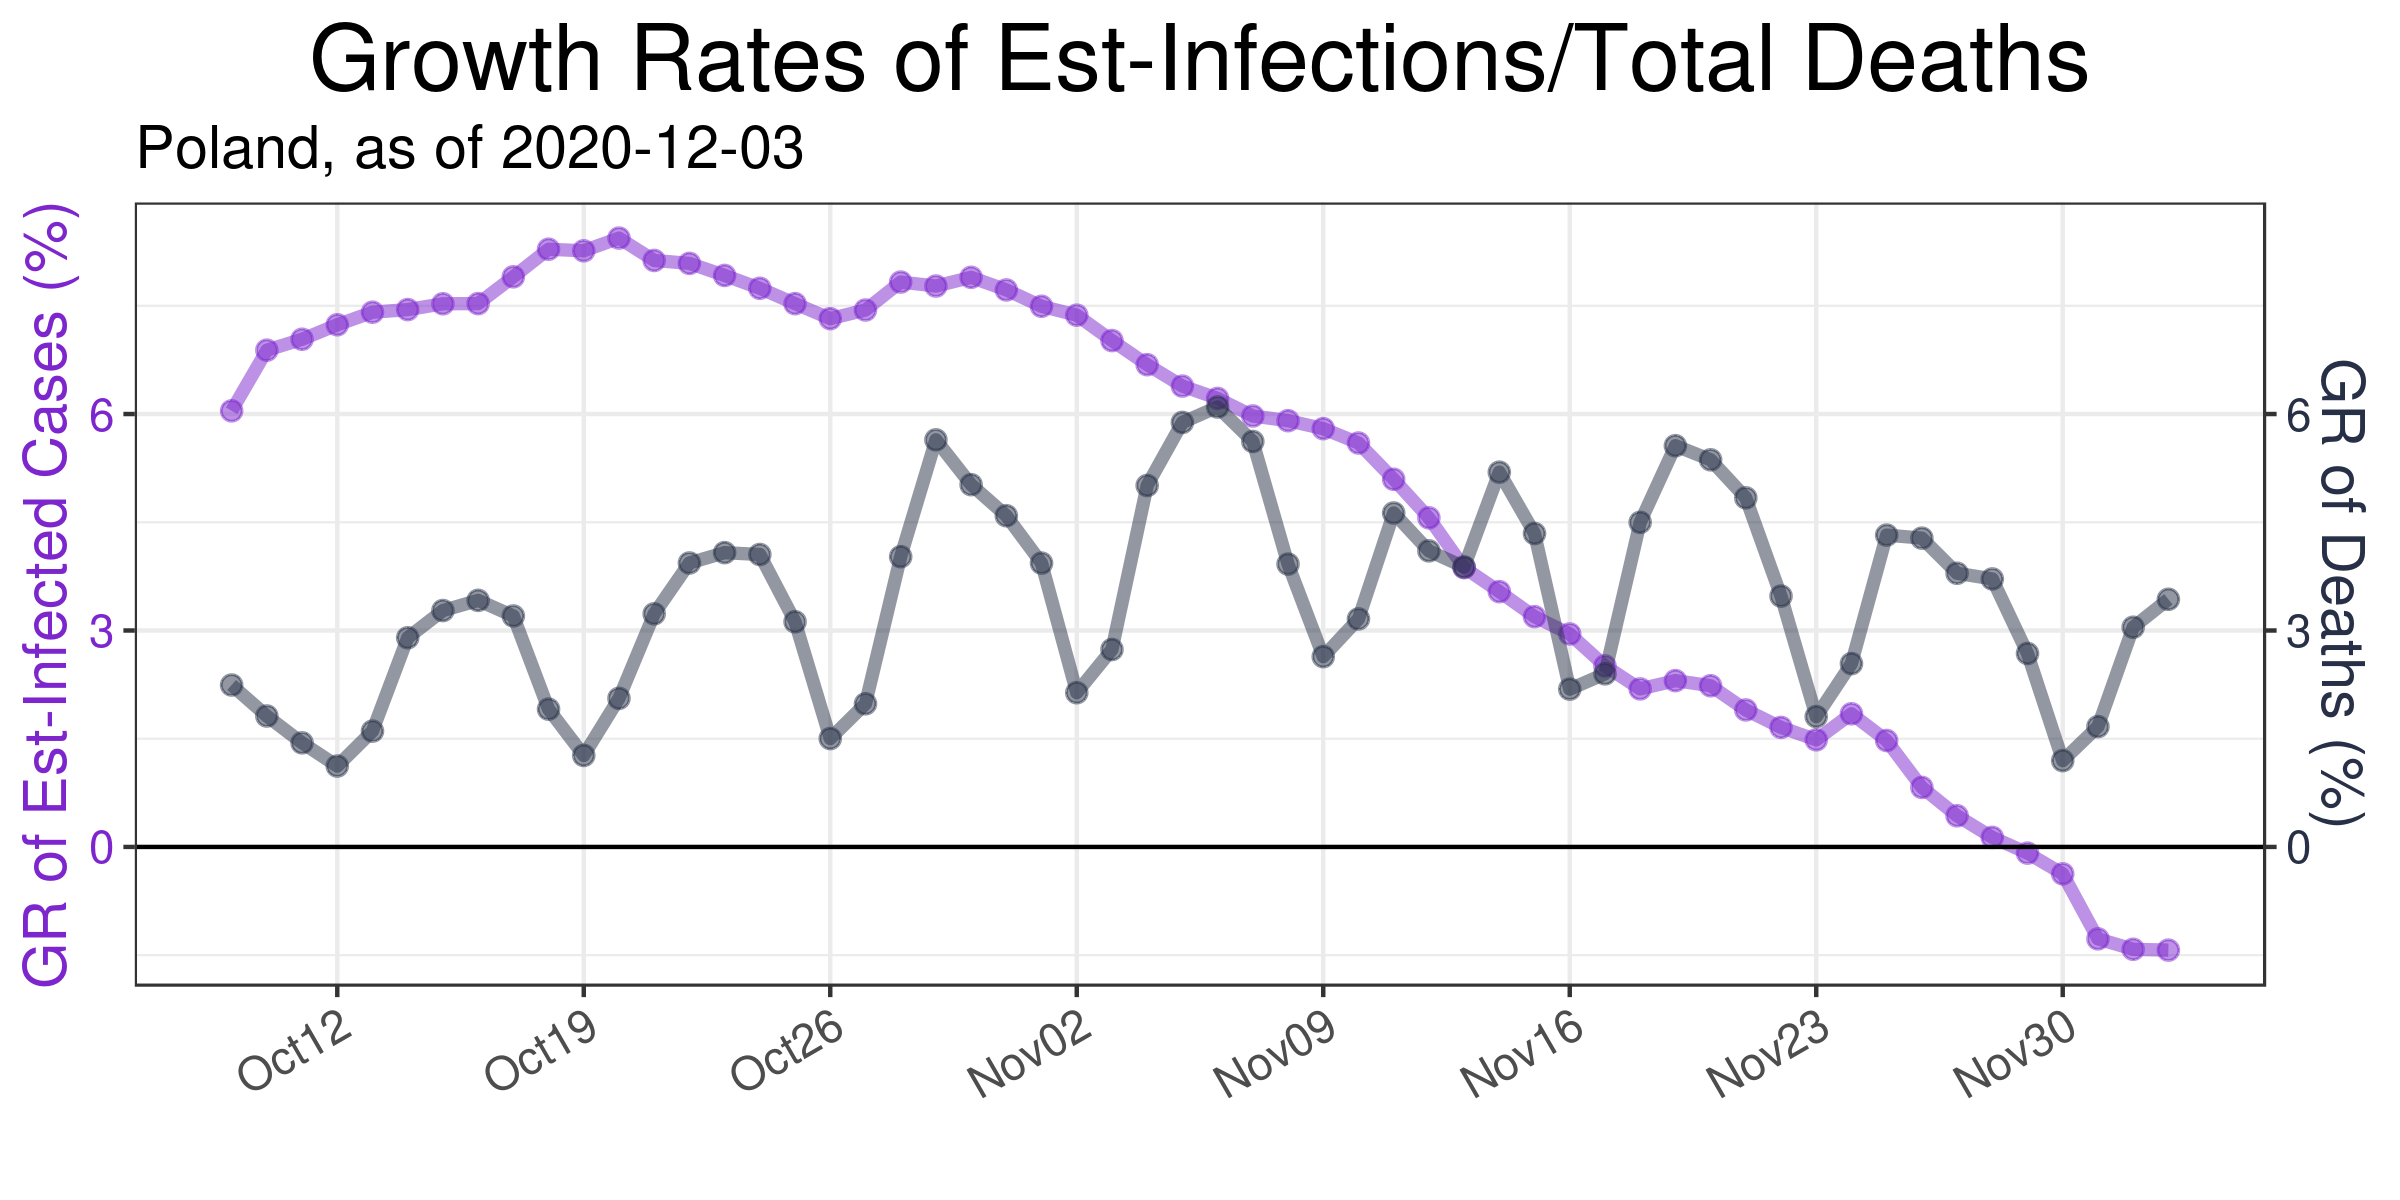 Growth Rates of Est-Infections/Total Deaths
Poland, as of 2020-12-03
GR of Est-Infected Cases (%)
6
3
0
6
3
0
GR of Deaths (%)
Oct12
Oct19
Oct26
Nov02
Nov09
Nov16
Nov23
Nov30